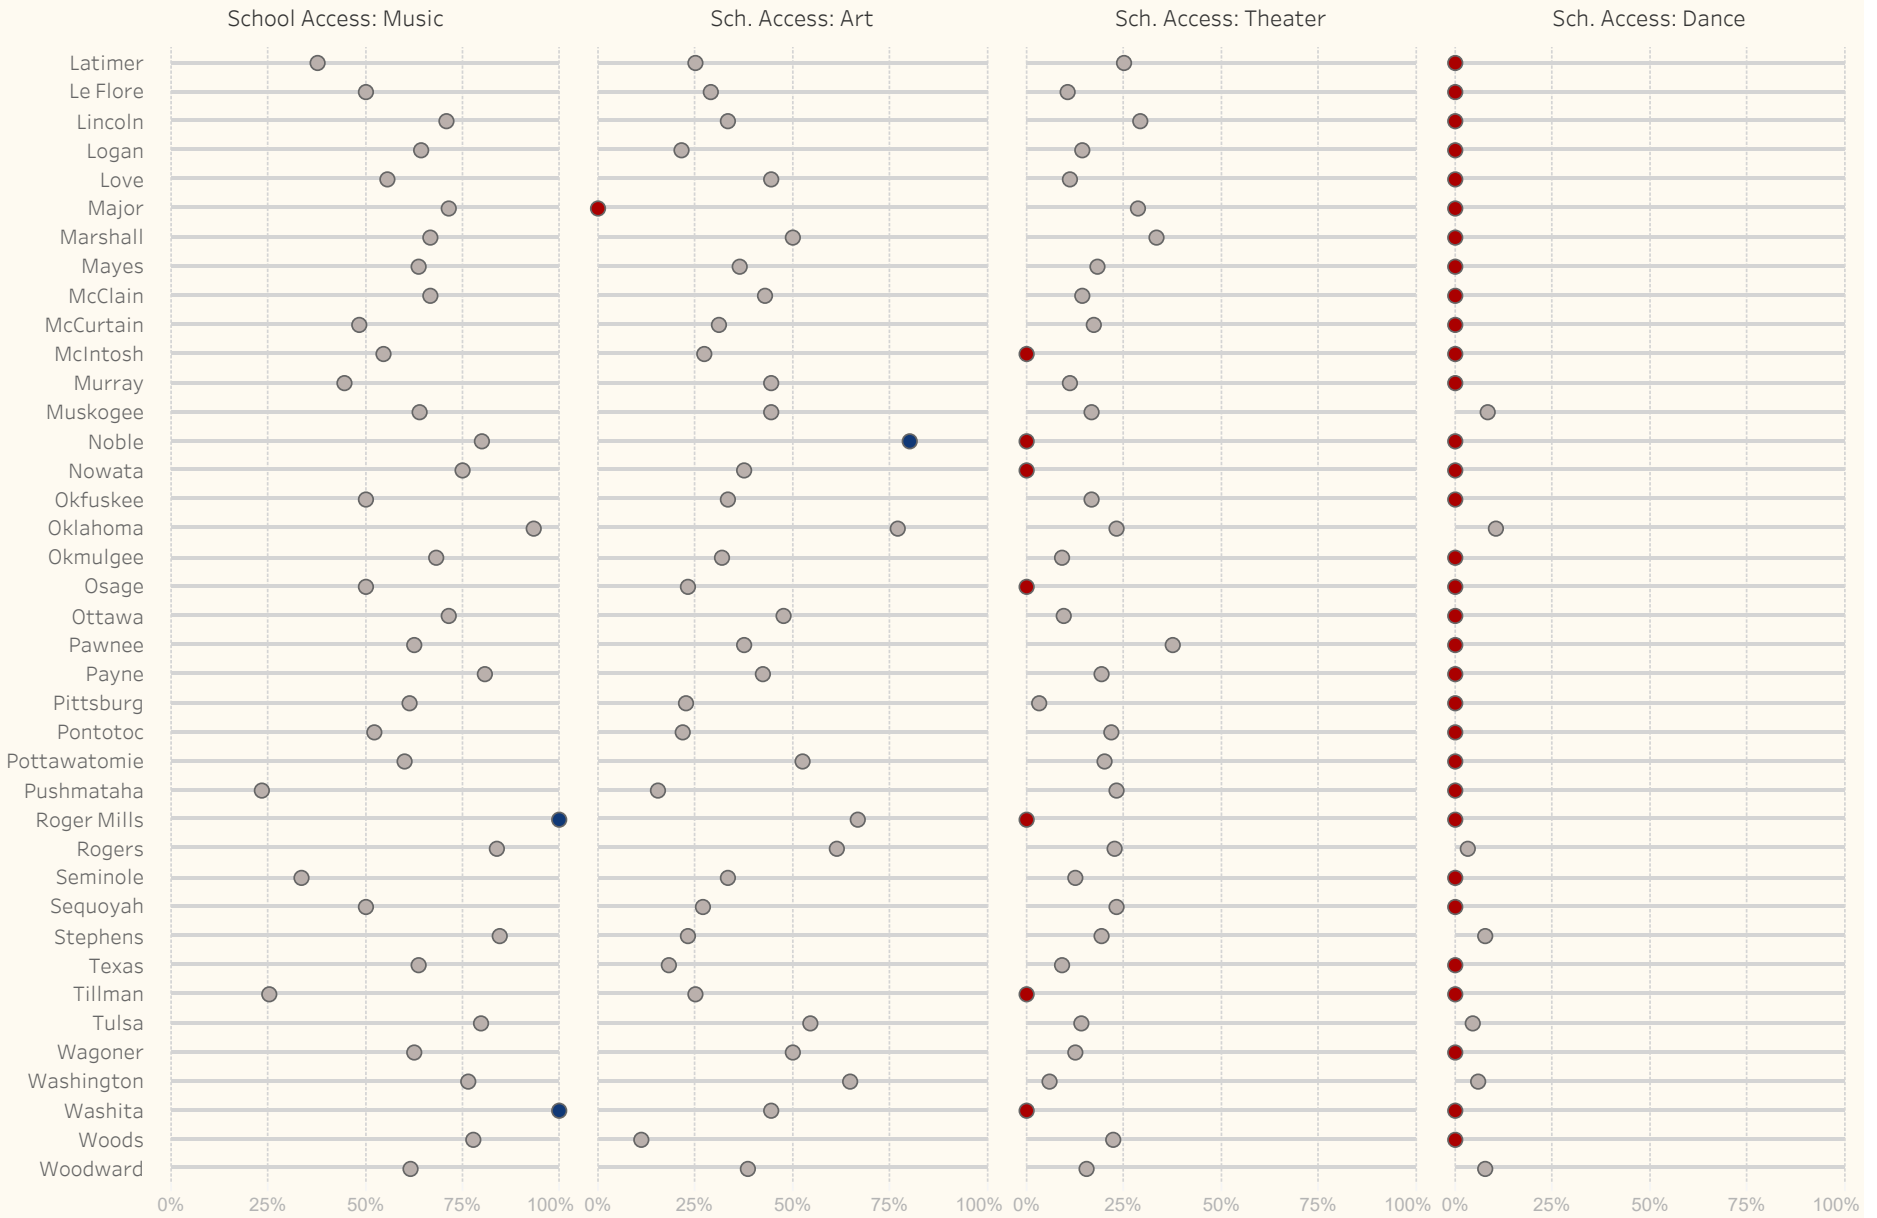 School Access: Music Sch. Access: Art Sch. Access: Theater Sch. Access: Dance
Latimer
Le Flore
Lincoln
Logan
Love
Major
Marshall
Mayes
McClain
McCurtain
McIntosh
Murray
Muskogee
Noble
Nowata
Okfuskee
Oklahoma
Okmulgee
Osage
Ottawa
Pawnee
Payne
Pittsburg
Pontotoc
Pottawatomie
Pushmataha
Roger Mills
Rogers
Seminole
Sequoyah
Stephens
Texas
Tillman
Tulsa
Wagoner
Washington
Washita
Woods
Woodward
0% 25% 50% 75% 100% 0% 25% 50% 75% 100% 0% 25% 50% 75% 100% 0% 25% 50% 75% 100%